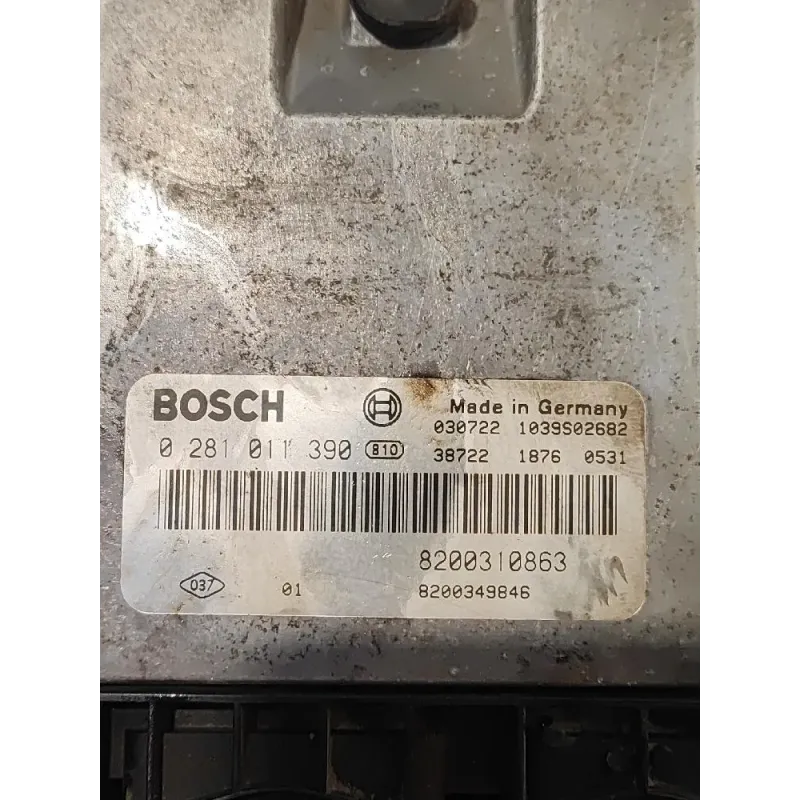 BOSCH
Made in Germany
030722 1039S02682
0 281 011 390 810
38722 1876 0531
8200310863
037 01 8200349846